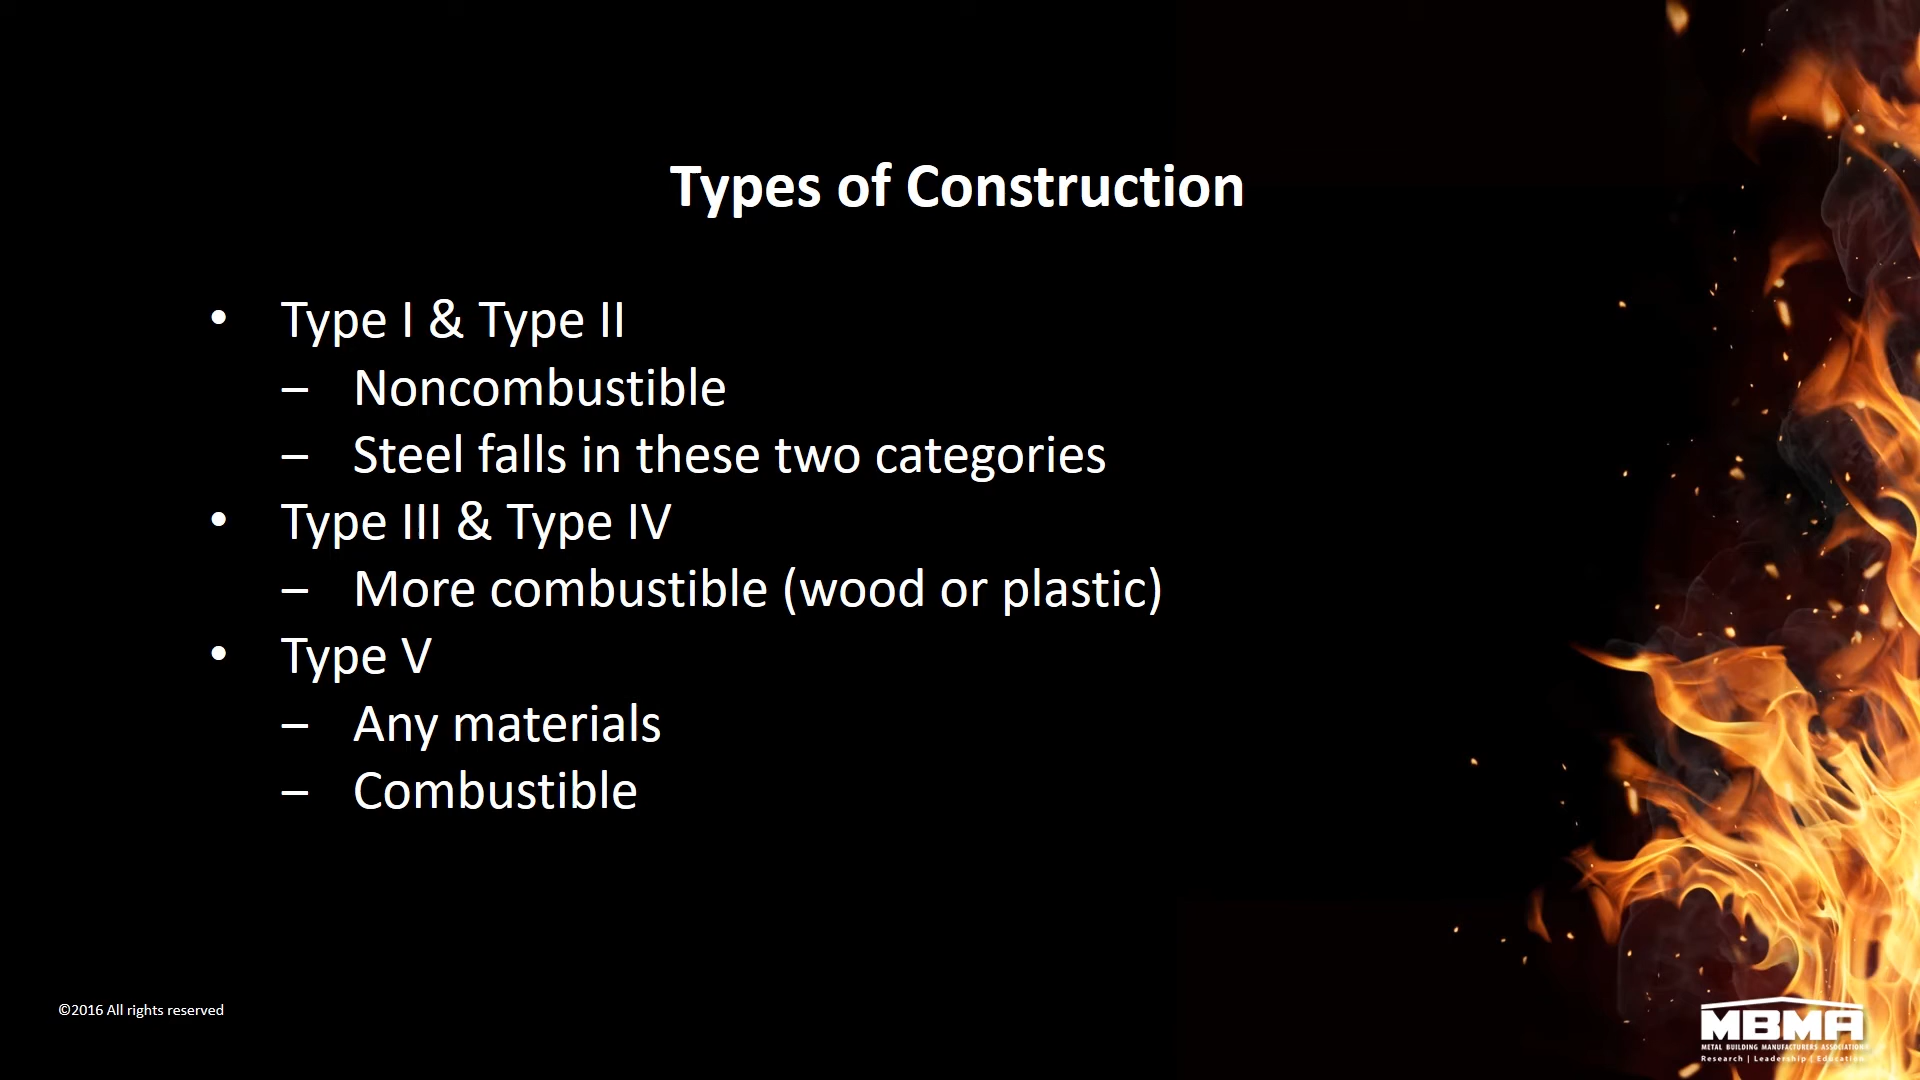 Types of Construction
• Type I & Type II
– Noncombustible
– Steel falls in these two categories
• Type III & Type IV
– More combustible (wood or plastic)
• Type V
– Any materials
– Combustible
©2016 All rights reserved
MBMA
METAL BUILDING MANUFACTURERS ASSOCIATION
Research | Leadership | Education